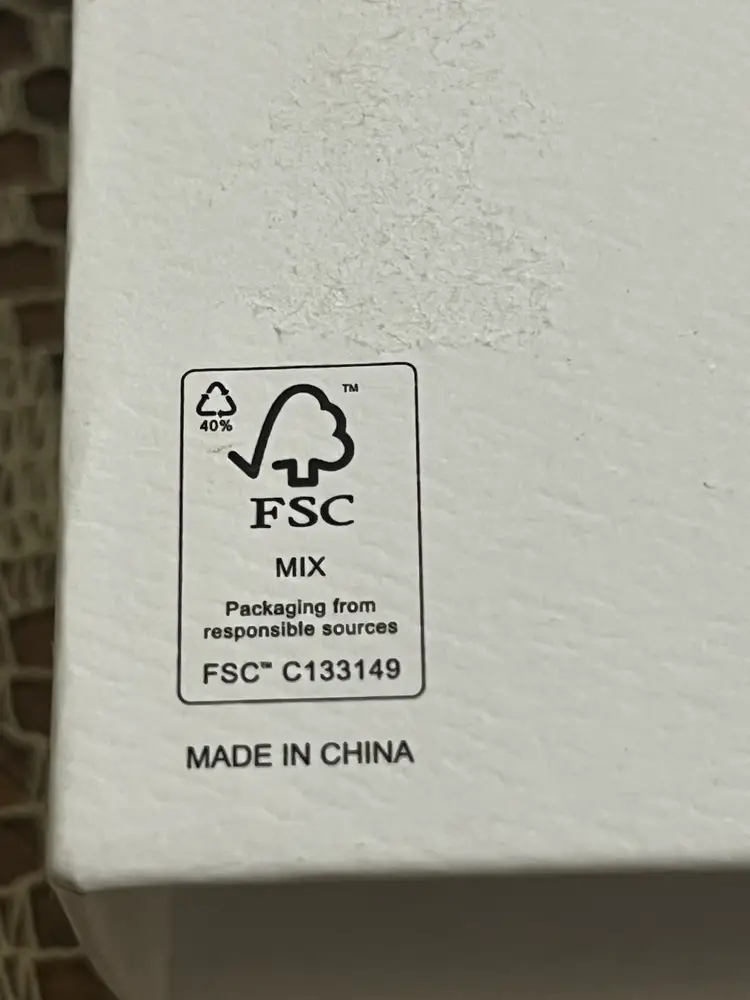 40%
TM
FSC
MIX
Packaging from
responsible sources
FSC™ C133149
MADE IN CHINA